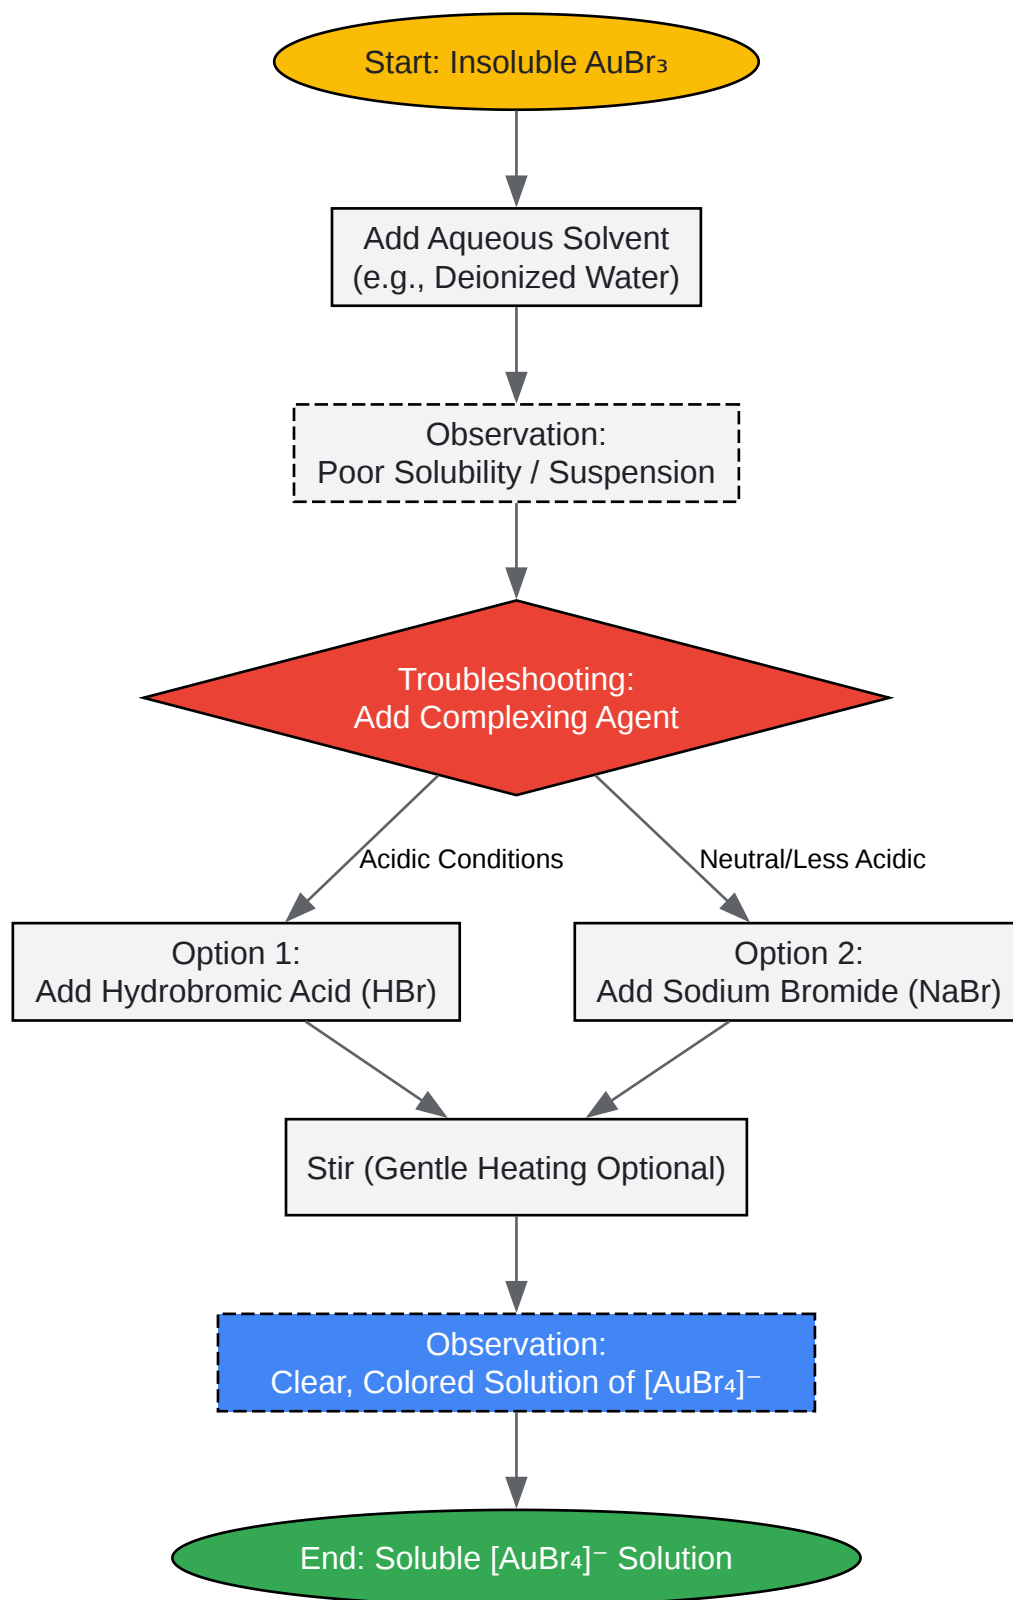 Start: Insoluble AuBr₃
Add Aqueous Solvent
(e.g., Deionized Water)
Observation:
Poor Solubility / Suspension
Troubleshooting:
Add Complexing Agent
Acidic Conditions
Neutral/Less Acidic
Option 1:
Add Hydrobromic Acid (HBr)
Option 2:
Add Sodium Bromide (NaBr)
Stir (Gentle Heating Optional)
Observation:
Clear, Colored Solution of [AuBr₄]⁻
End: Soluble [AuBr₄]⁻ Solution